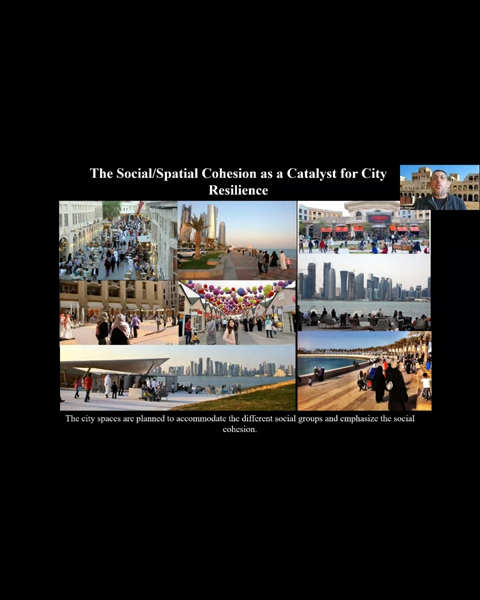 The Social/Spatial Cohesion as a Catalyst for City
Resilience
The city spaces are planned to accommodate the different social groups and emphasize the social
cohesion.